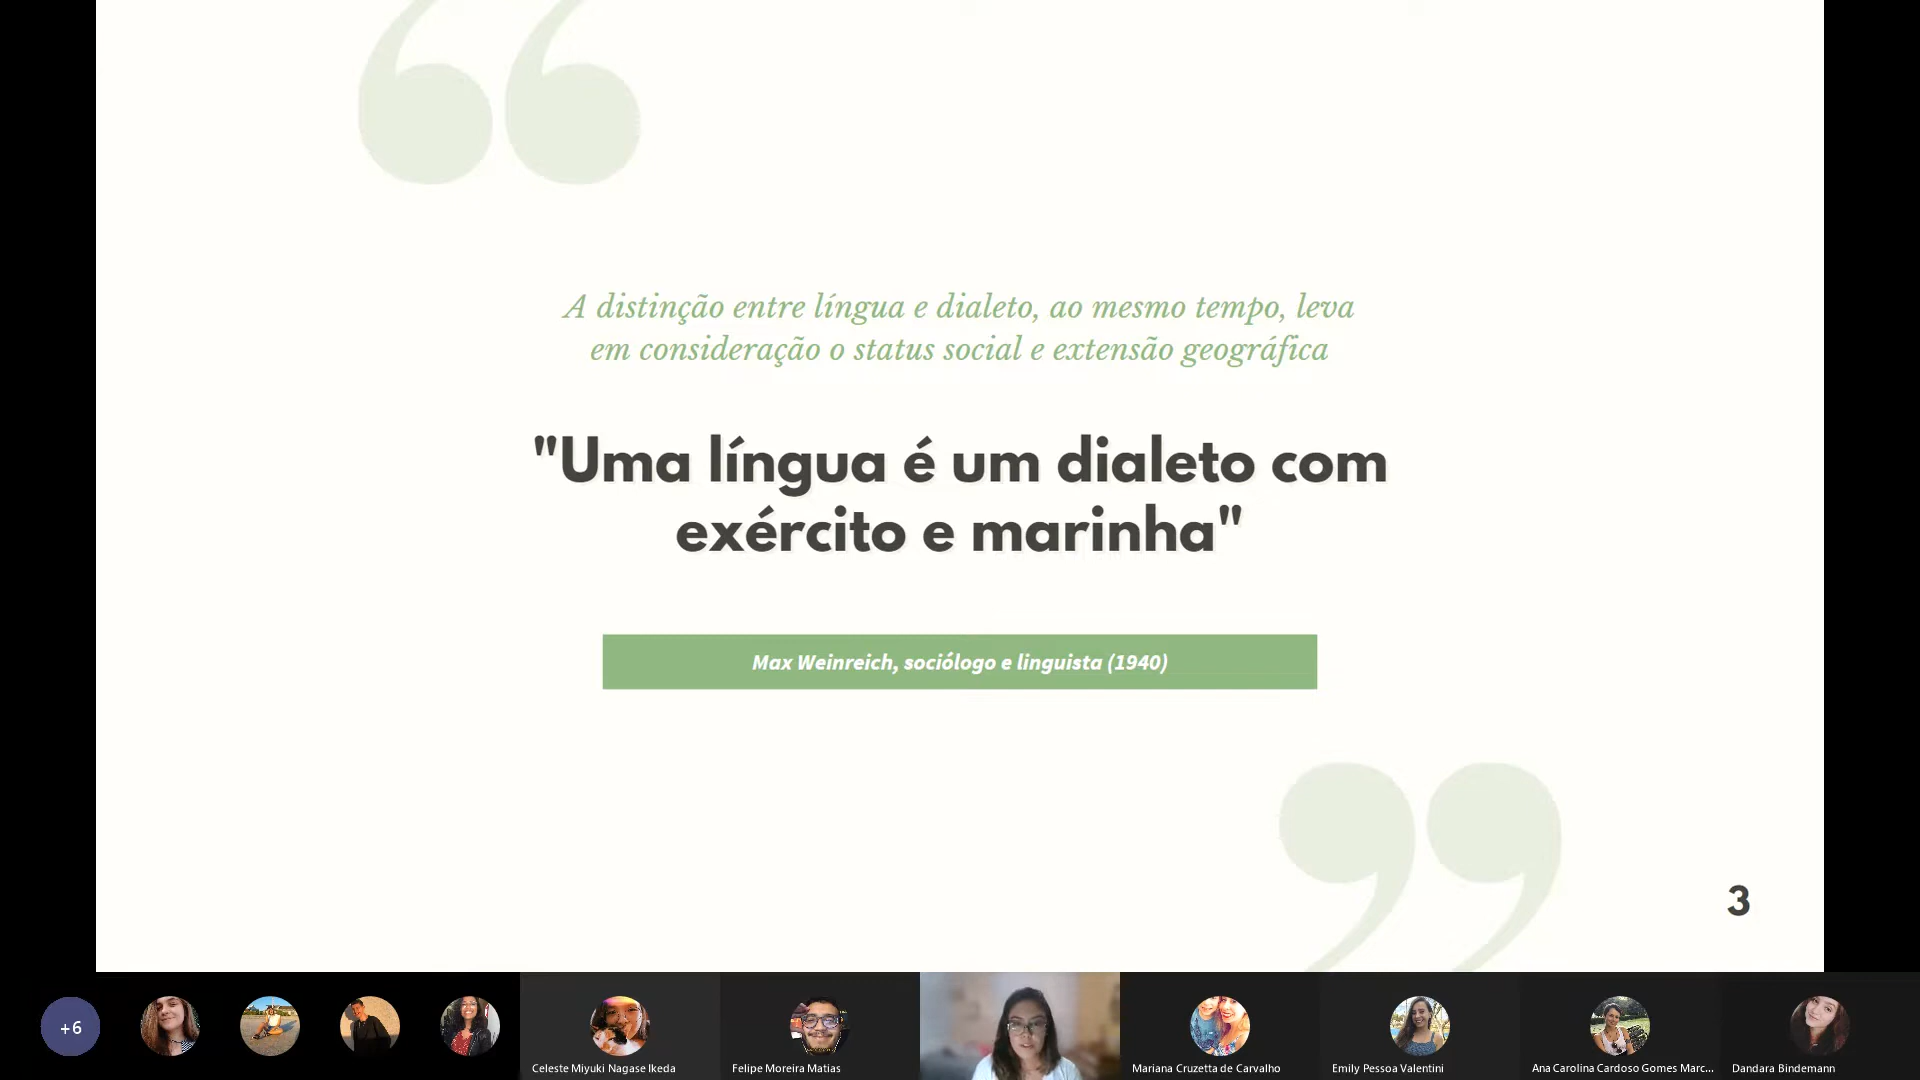 A distinção entre língua e dialeto, ao mesmo tempo, leva
em consideração o status social e extensão geográfica
"Uma língua é um dialeto com
exército e marinha"
Max Weinreich, sociólogo e linguista (1940)
3
+6
Celeste Miyuki Nagase Ikeda
Felipe Moreira Matias
Mariana Cruzetta de Carvalho
Emily Pessoa Valentini
Ana Carolina Cardoso Gomes Marc...
Dandara Bindemann